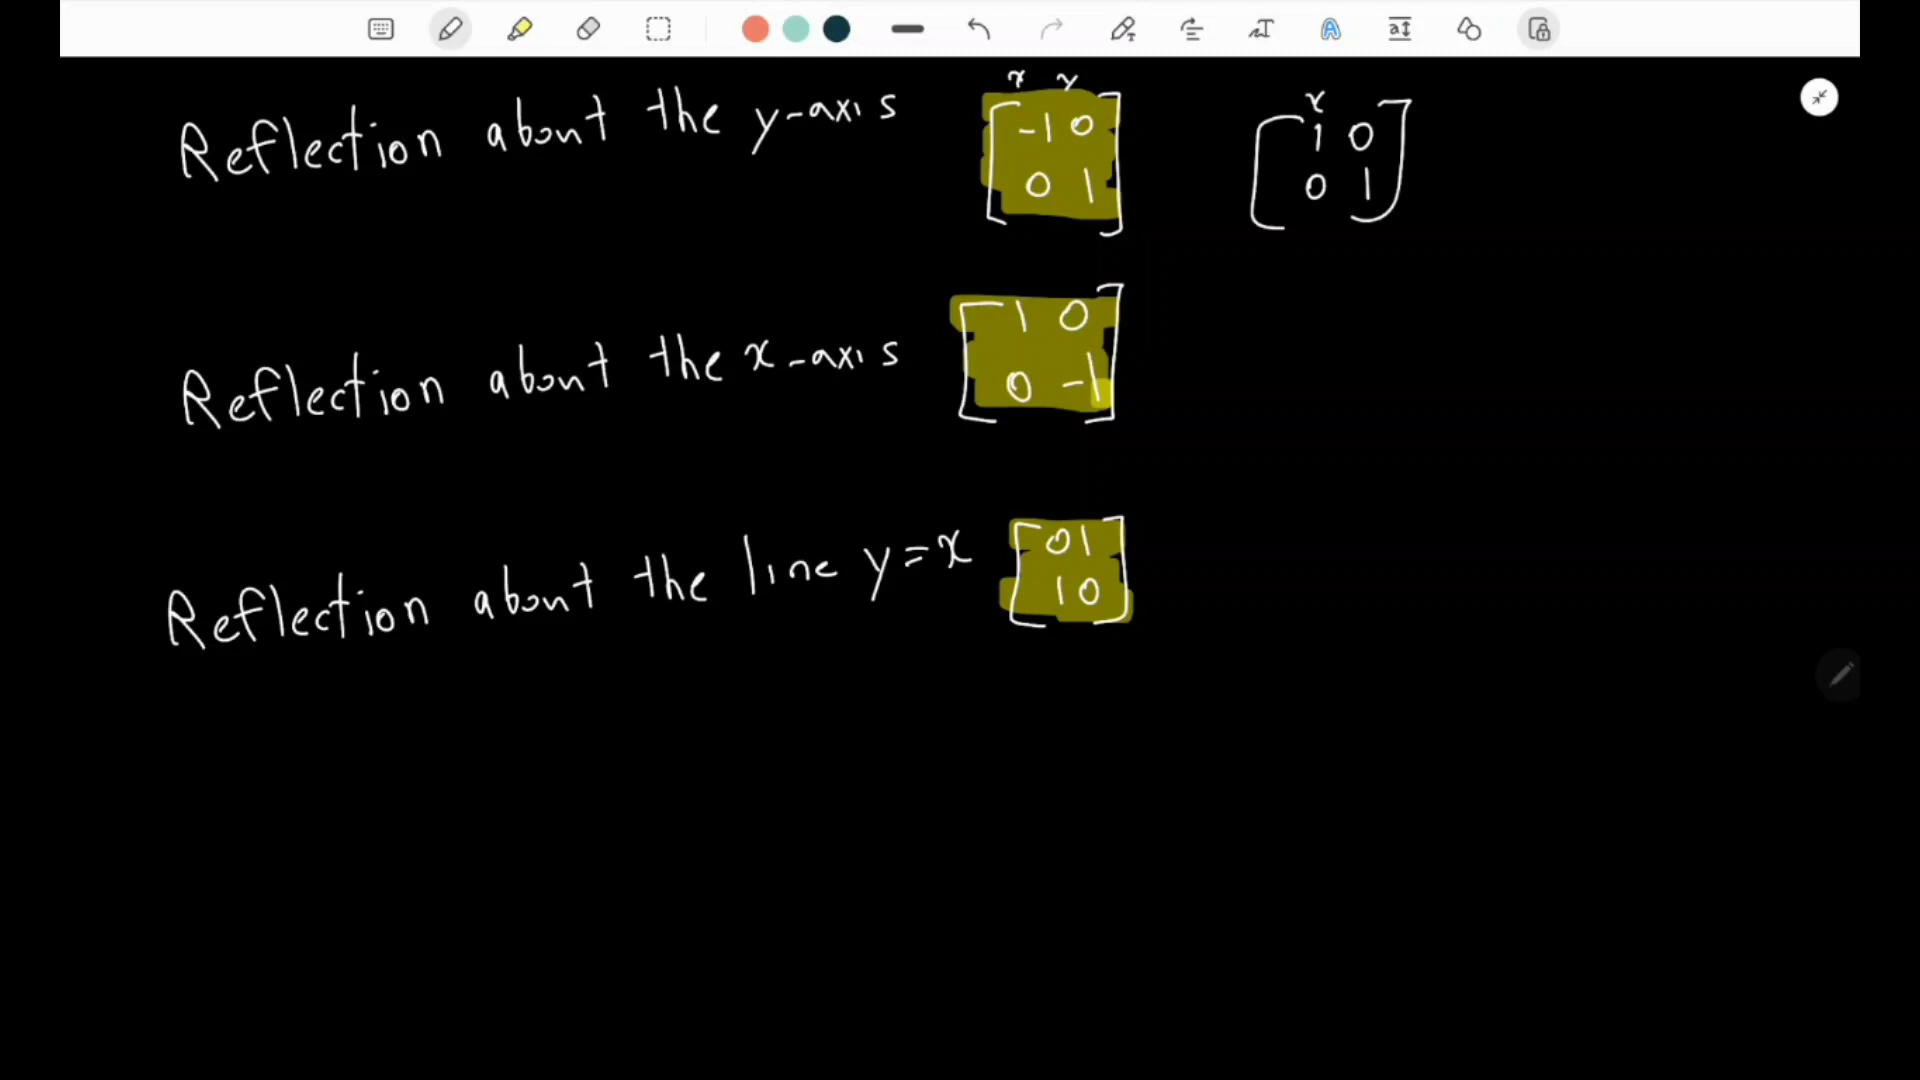 x y x
Reflection about the y-axis [-1 0 [1 0
0 1] 0 1]
Reflection about the x-axis [1 0
0 -1]
Reflection about the line y=x [0 1
1 0]